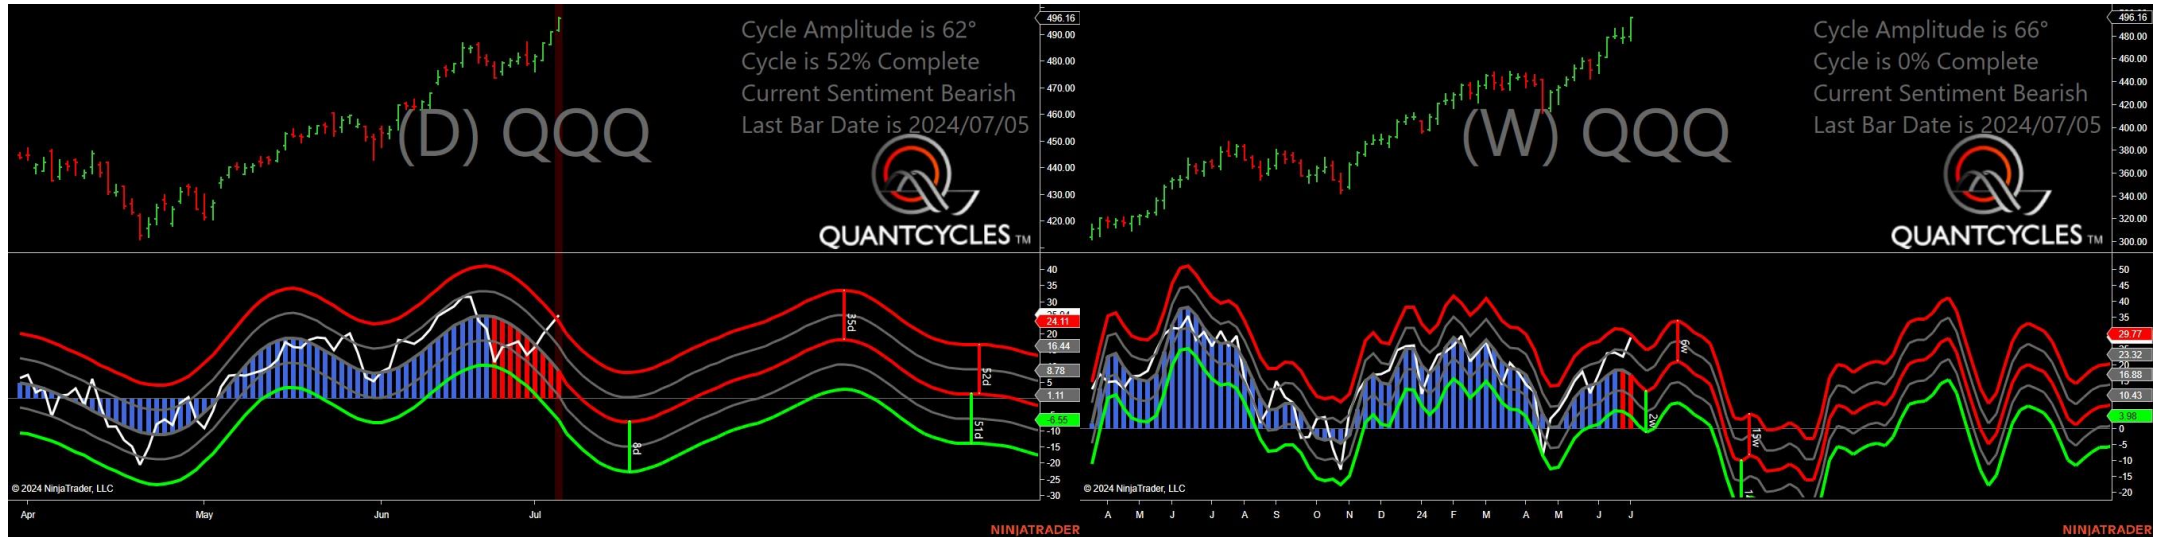 Cycle Amplitude is 62°
Cycle is 52% Complete
Current Sentiment Bearish
Last Bar Date is 2024/07/05
(D) QQQ
QUANTCYCLES TM
496.16
490.00
480.00
470.00
460.00
450.00
440.00
430.00
420.00
40
35
30
24.11
20
16.44
8.78
5
1.11
-6.55
-10
-15
-20
-25
-30
35d
52d
51d
8d
© 2024 NinjaTrader, LLC
Apr May Jun Jul
NINJATRADER
Cycle Amplitude is 66°
Cycle is 0% Complete
Current Sentiment Bearish
Last Bar Date is 2024/07/05
(W) QQQ
QUANTCYCLES TM
496.16
480.00
460.00
440.00
420.00
400.00
380.00
360.00
340.00
320.00
300.00
50
45
40
35
29.77
23.32
16.88
10.43
3.98
0
-5
-10
-15
-20
6w
2w
© 2024 NinjaTrader, LLC
A M J J A S O N D 24 F M A M J J
NINJATRADER